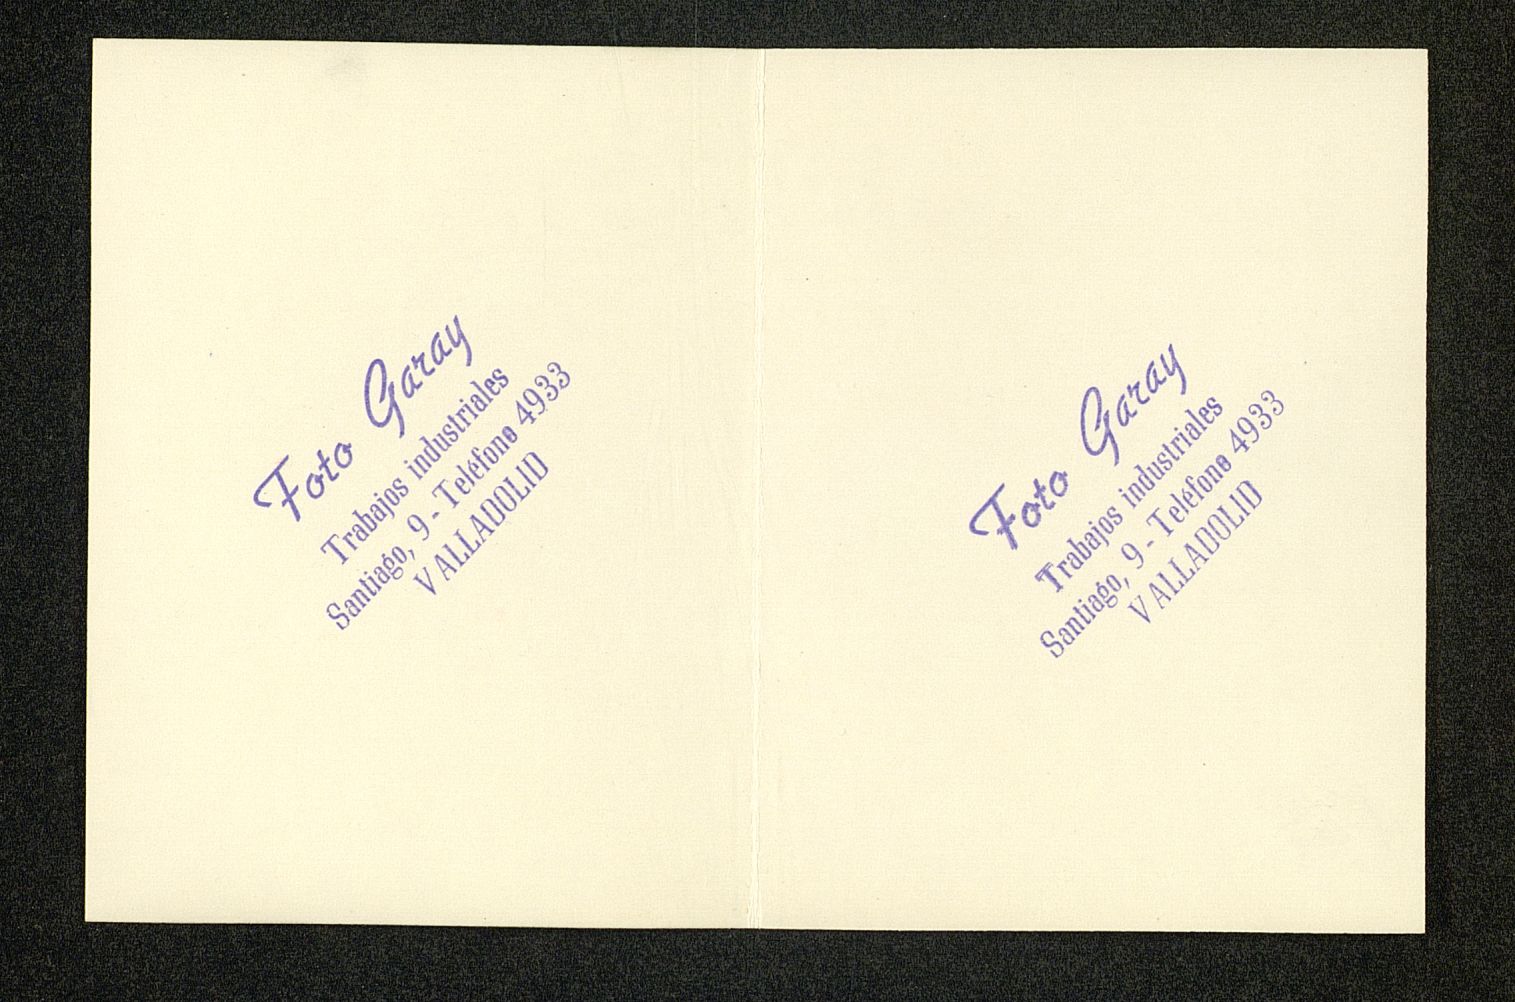 Foto Garay
Trabajos industriales
Santiago, 9 - Teléfono 4933
VALLADOLID
Foto Garay
Trabajos industriales
Santiago, 9 - Teléfono 4933
VALLADOLID